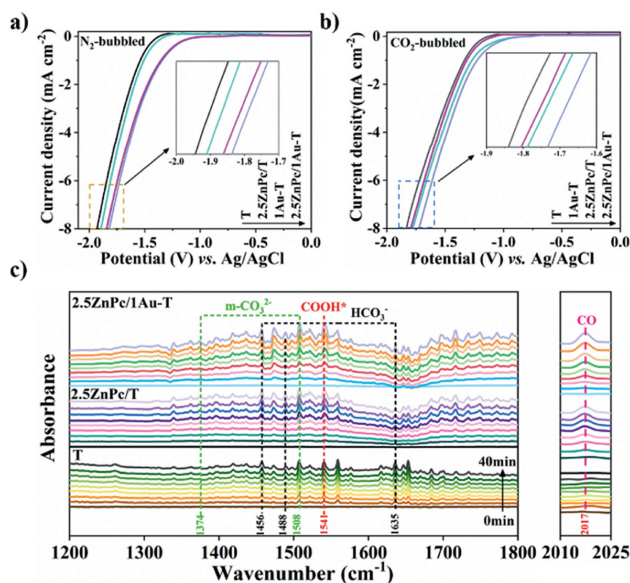 a)
N2-bubbled
Current density (mA cm-2)
0
-2
-4
-6
-8
-2.0
-1.5
-1.0
-0.5
0.0
-2.0
-1.9
-1.8
-1.7
T
2.5ZnPc/T
1Au-T
2.5ZnPc/1Au-T
Potential (V) vs. Ag/AgCl
b)
CO2-bubbled
Current density(mA cm-2)
0
-2
-4
-6
-8
-2.0
-1.5
-1.0
-0.5
0.0
-1.9
-1.8
-1.7
-1.6
T
1Au-T
2.5ZnPc/T
2.5ZnPc/1Au-T
Potential (V) vs. Ag/AgCl
c)
2.5ZnPc/1Au-T
m-CO3 2-
COOH*
HCO3-
CO
2.5ZnPc/T
T
40min
0min
1374
1456
1488
1508
1541
1635
2017
Absorbance
1200
1300
1400
1500
1600
1700
1800
2010
2025
Wavenumber (cm-1)